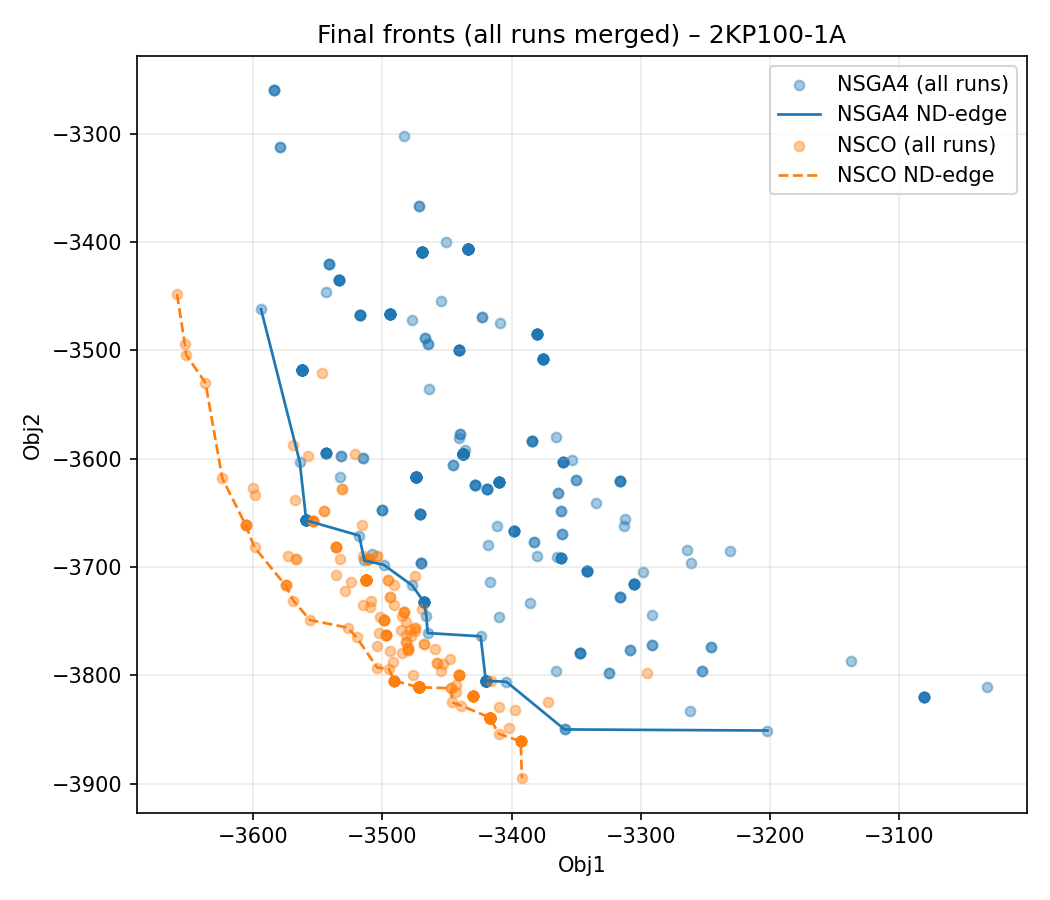 Final fronts (all runs merged) – 2KP100-1A
NSGA4 (all runs)
NSGA4 ND-edge
NSCO (all runs)
NSCO ND-edge
Obj2
−3300
−3400
−3500
−3600
−3700
−3800
−3900
−3600
−3500
−3400
−3300
−3200
−3100
Obj1